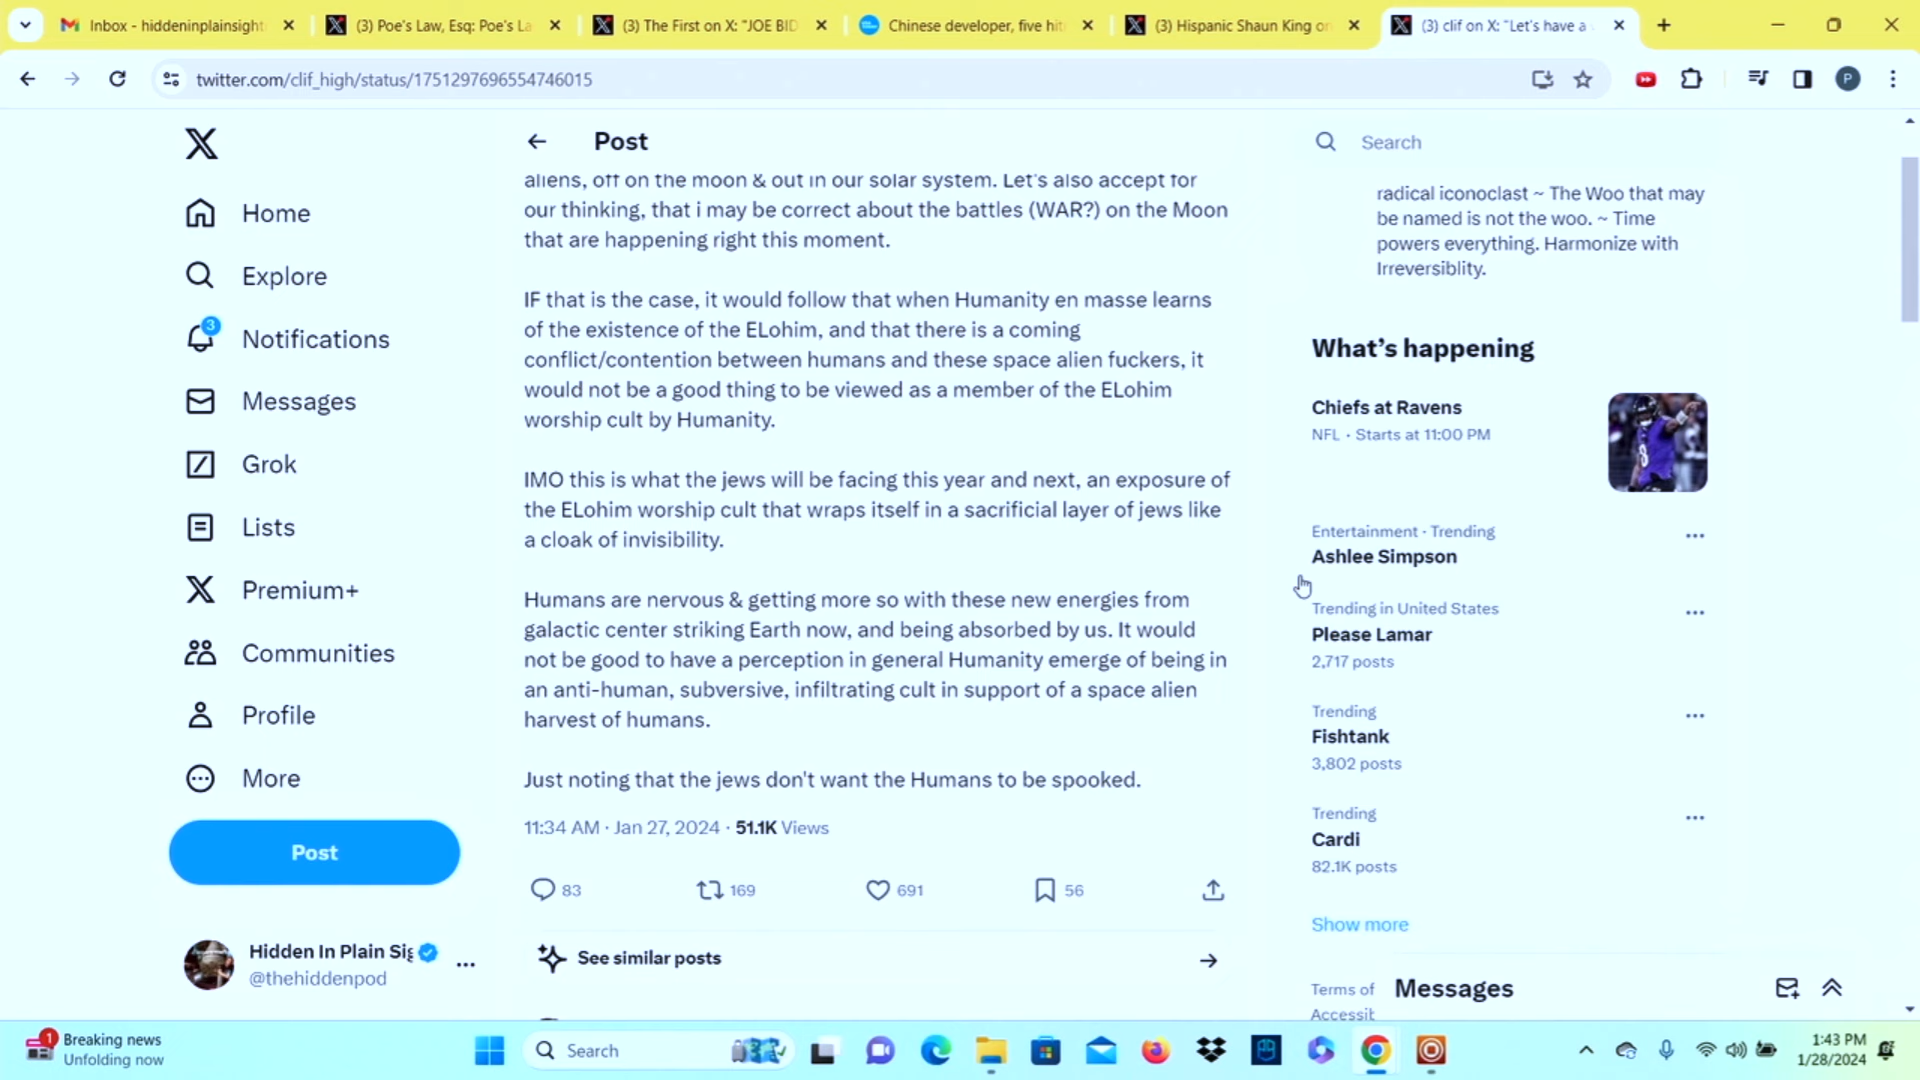 Inbox - hiddeninplainsight
(3) Poe's Law, Esq: Poe's La
(3) The First on X: "JOE BID
Chinese developer, five hit
(3) Hispanic Shaun King on
(3) clif on X: "Let's have a
twitter.com/clif_high/status/1751297696554746015
P
Home
Explore
3
Notifications
Messages
Grok
Lists
Premium+
Communities
Profile
More
Post
Hidden In Plain Sig
@thehiddenpod
Post
aliens, off on the moon & out in our solar system. Let's also accept for
our thinking, that i may be correct about the battles (WAR?) on the Moon
that are happening right this moment.
IF that is the case, it would follow that when Humanity en masse learns
of the existence of the ELohim, and that there is a coming
conflict/contention between humans and these space alien fuckers, it
would not be a good thing to be viewed as a member of the ELohim
worship cult by Humanity.
IMO this is what the jews will be facing this year and next, an exposure of
the ELohim worship cult that wraps itself in a sacrificial layer of jews like
a cloak of invisibility.
Humans are nervous & getting more so with these new energies from
galactic center striking Earth now, and being absorbed by us. It would
not be good to have a perception in general Humanity emerge of being in
an anti-human, subversive, infiltrating cult in support of a space alien
harvest of humans.
Just noting that the jews don't want the Humans to be spooked.
11:34 AM · Jan 27, 2024 · 51.1K Views
83 169 691 56
See similar posts
Search
radical iconoclast ~ The Woo that may
be named is not the woo. ~ Time
powers everything. Harmonize with
Irreversiblity.
What's happening
Chiefs at Ravens
NFL · Starts at 11:00 PM
8
Entertainment · Trending
Ashlee Simpson
Trending in United States
Please Lamar
2,717 posts
Trending
Fishtank
3,802 posts
Trending
Cardi
82.1K posts
Show more
Terms of
Accessit
Messages
1
Breaking news
Unfolding now
Search
1:43 PM
1/28/2024